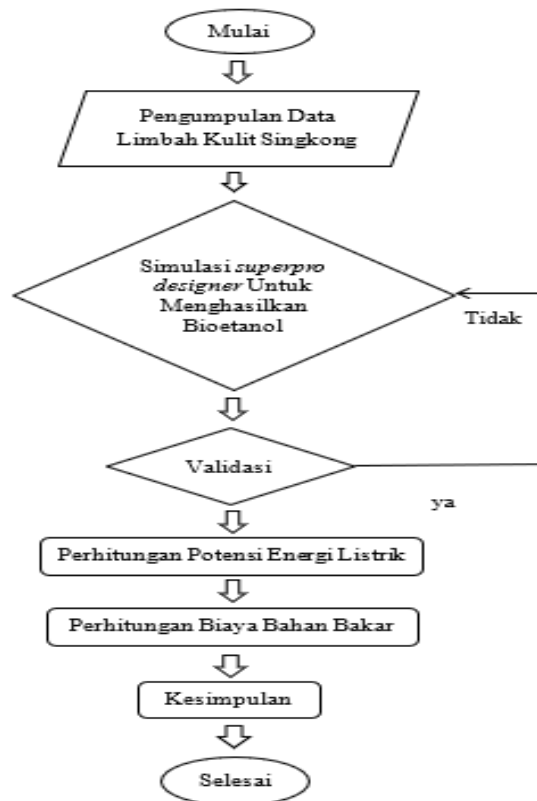 Mulai
Pengumpulan Data
Limbah Kulit Singkong
Simulasi superpro
designer Untuk
Menghasilkan
Bioetanol
Tidak
Validasi
ya
Perhitungan Potensi Energi Listrik
Perhitungan Biaya Bahan Bakar
Kesimpulan
Selesai